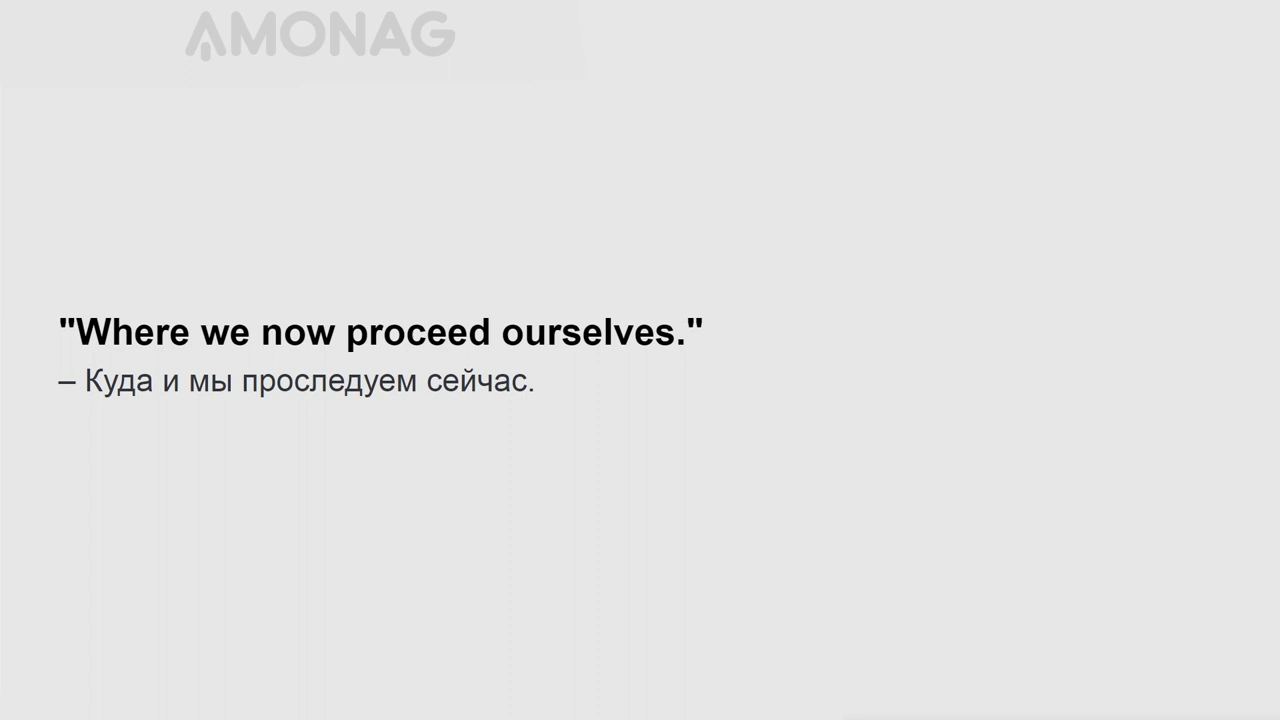 AMONAG
"Where we now proceed ourselves."
– Куда и мы проследуем сейчас.